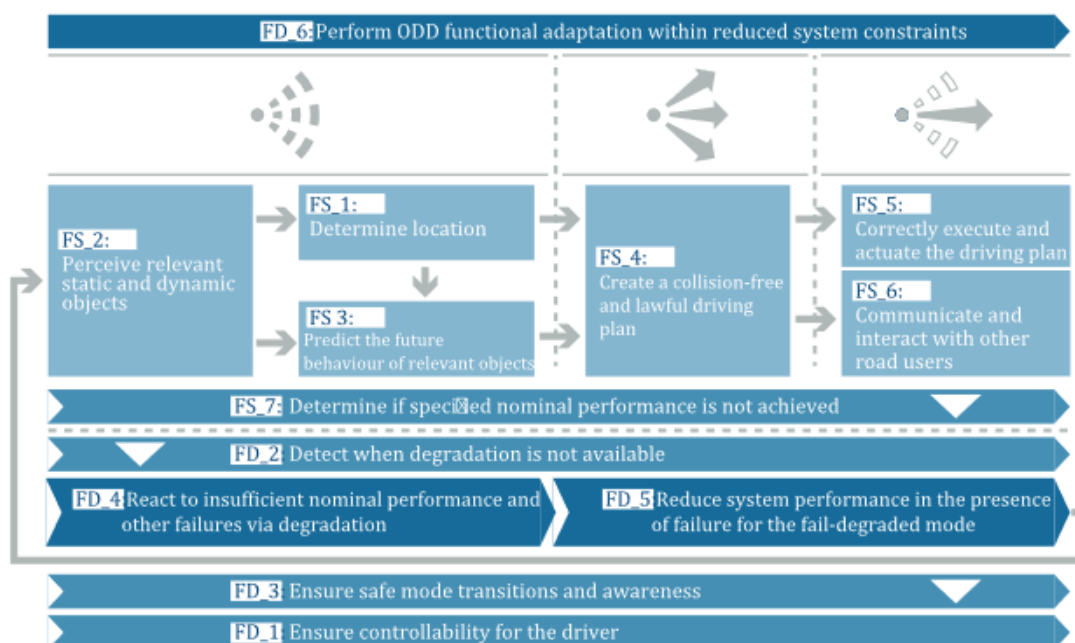 FD_6: Perform ODD functional adaptation within reduced system constraints
FS_2:
Perceive relevant
static and dynamic
objects
FS_1:
Determine location
FS 3:
Predict the future
behaviour of relevant objects
FS_4:
Create a collision-free
and lawful driving
plan
FS_5:
Correctly execute and
actuate the driving plan
FS_6:
Communicate and
interact with other
road users
FS_7: Determine if speci☒ed nominal performance is not achieved
FD_2: Detect when degradation is not available
FD_4: React to insufficient nominal performance and
other failures via degradation
FD_5: Reduce system performance in the presence
of failure for the fail-degraded mode
FD_3: Ensure safe mode transitions and awareness
FD_1: Ensure controllability for the driver